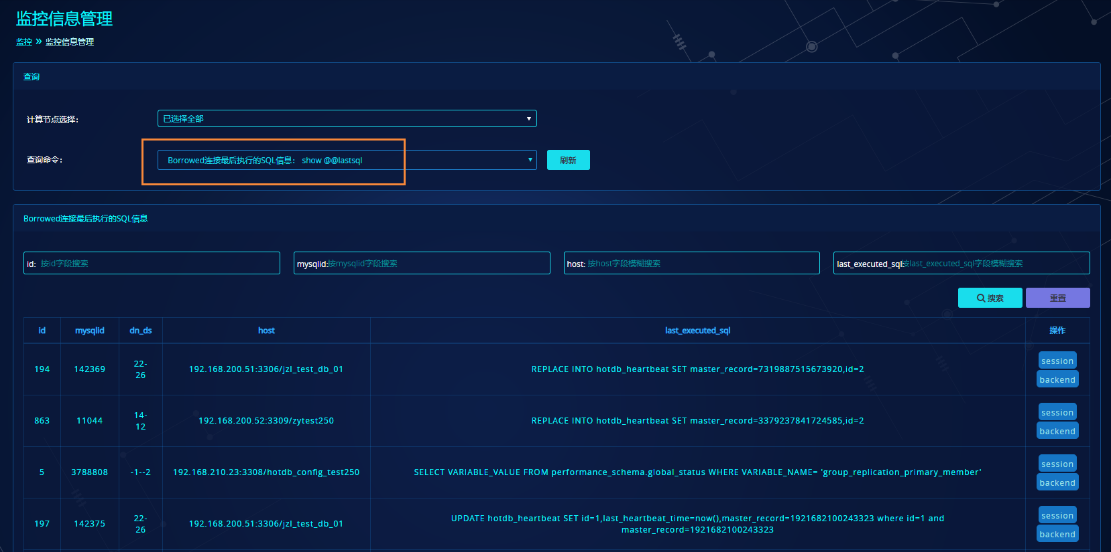 监控信息管理
监控 » 监控信息管理
查询
计算节点选择： 已选择全部
查询命令： Borrowed连接最后执行的SQL信息： show @@lastsql 刷新
Borrowed连接最后执行的SQL信息
id: 按id字段搜索 mysqlid: 按mysqlid字段搜索 host: 按host字段模糊搜索 last_executed_sql: 按last_executed_sql字段模糊搜索
搜索 重置
id mysqlid dn_ds host last_executed_sql 操作
194 142369 22-26 192.168.200.51:3306/jzl_test_db_01 REPLACE INTO hotdb_heartbeat SET master_record=7319887515673920,id=2 session backend
863 11044 14-12 192.168.200.52:3309/zytest250 REPLACE INTO hotdb_heartbeat SET master_record=3379237841724585,id=2 session backend
5 3788808 -1--2 192.168.210.23:3308/hotdb_config_test250 SELECT VARIABLE_VALUE FROM performance_schema.global_status WHERE VARIABLE_NAME= 'group_replication_primary_member' session backend
197 142375 22-26 192.168.200.51:3306/jzl_test_db_01 UPDATE hotdb_heartbeat SET id=1,last_heartbeat_time=now(),master_record=1921682100243323 where id=1 and master_record=1921682100243323 session backend